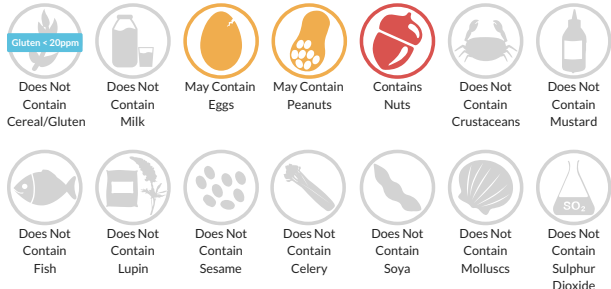 Gluten < 20ppm
Does Not
Contain
Cereal/Gluten
Does Not
Contain
Milk
May Contain
Eggs
May Contain
Peanuts
Contains
Nuts
Does Not
Contain
Crustaceans
Does Not
Contain
Mustard
SO₂
Does Not
Contain
Fish
Does Not
Contain
Lupin
Does Not
Contain
Sesame
Does Not
Contain
Celery
Does Not
Contain
Soya
Does Not
Contain
Molluscs
Does Not
Contain
Sulphur
Dioxide